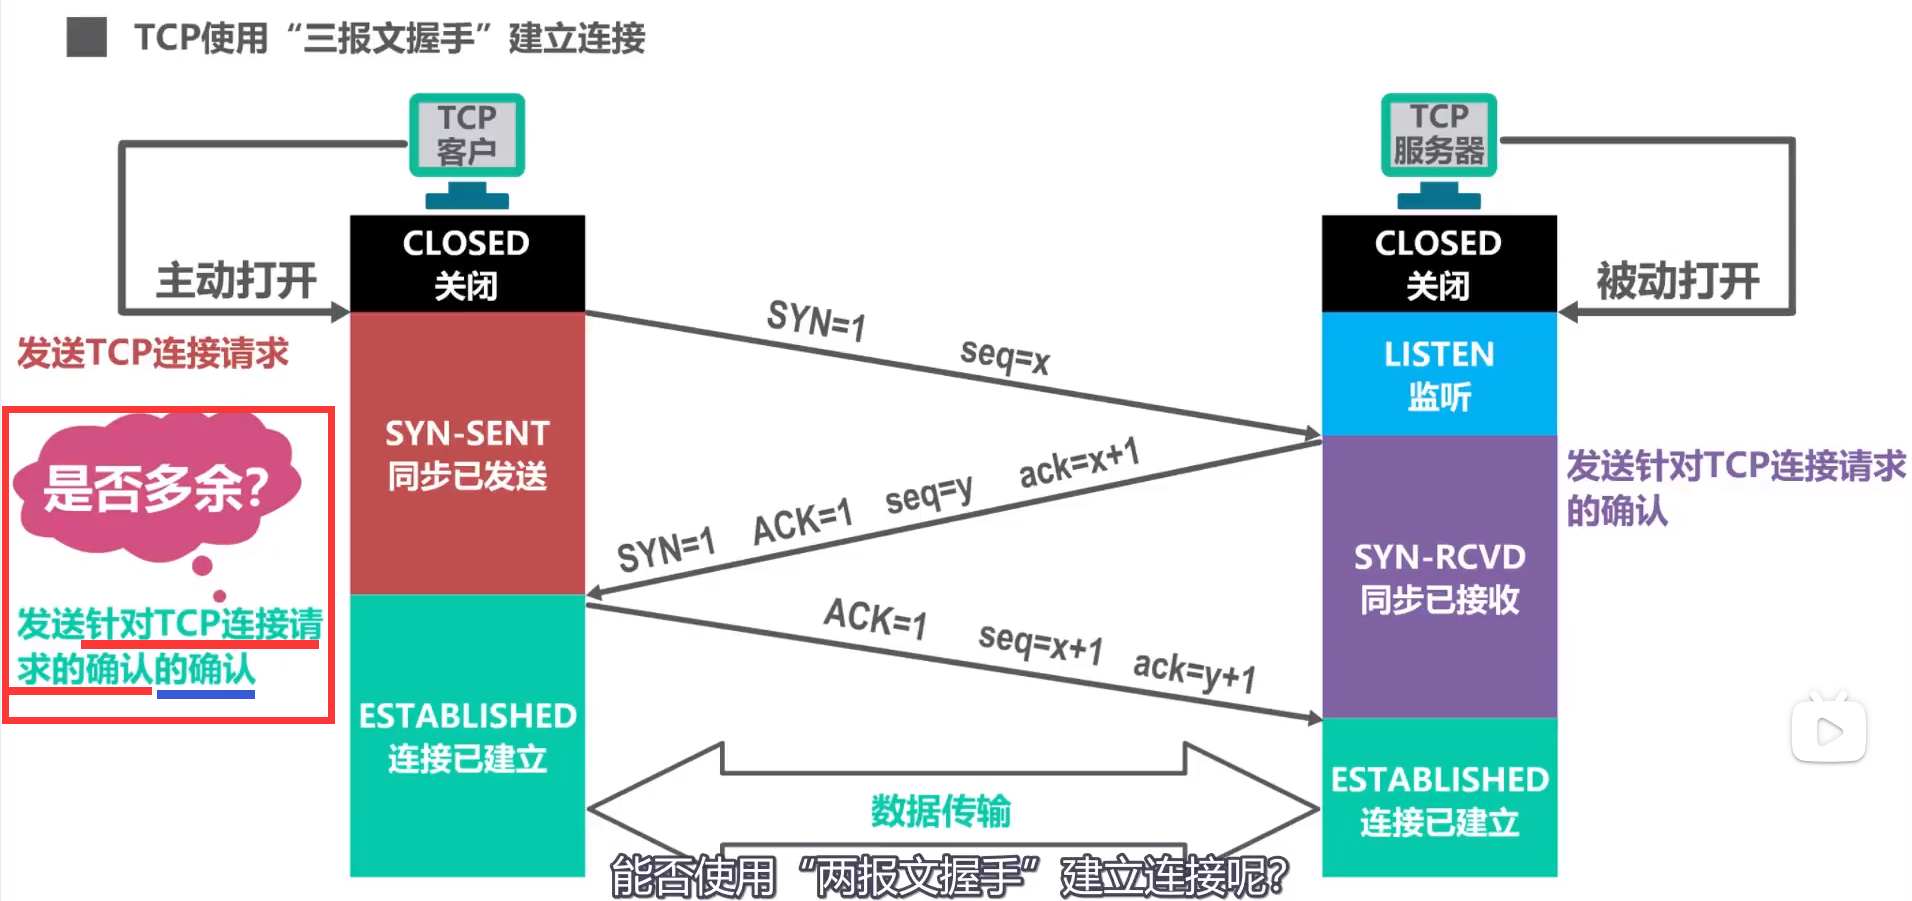 TCP使用“三报文握手”建立连接
TCP
客户
TCP
服务器
主动打开
CLOSED
关闭
CLOSED
关闭
被动打开
发送TCP连接请求
SYN=1 seq=x
LISTEN
监听
SYN-SENT
同步已发送
SYN=1 ACK=1 seq=y ack=x+1
发送针对TCP连接请求
的确认
SYN-RCVD
同步已接收
是否多余?
发送针对TCP连接请
求的确认的确认
ACK=1 seq=x+1 ack=y+1
ESTABLISHED
连接已建立
ESTABLISHED
连接已建立
数据传输
能否使用“两报文握手”建立连接呢?